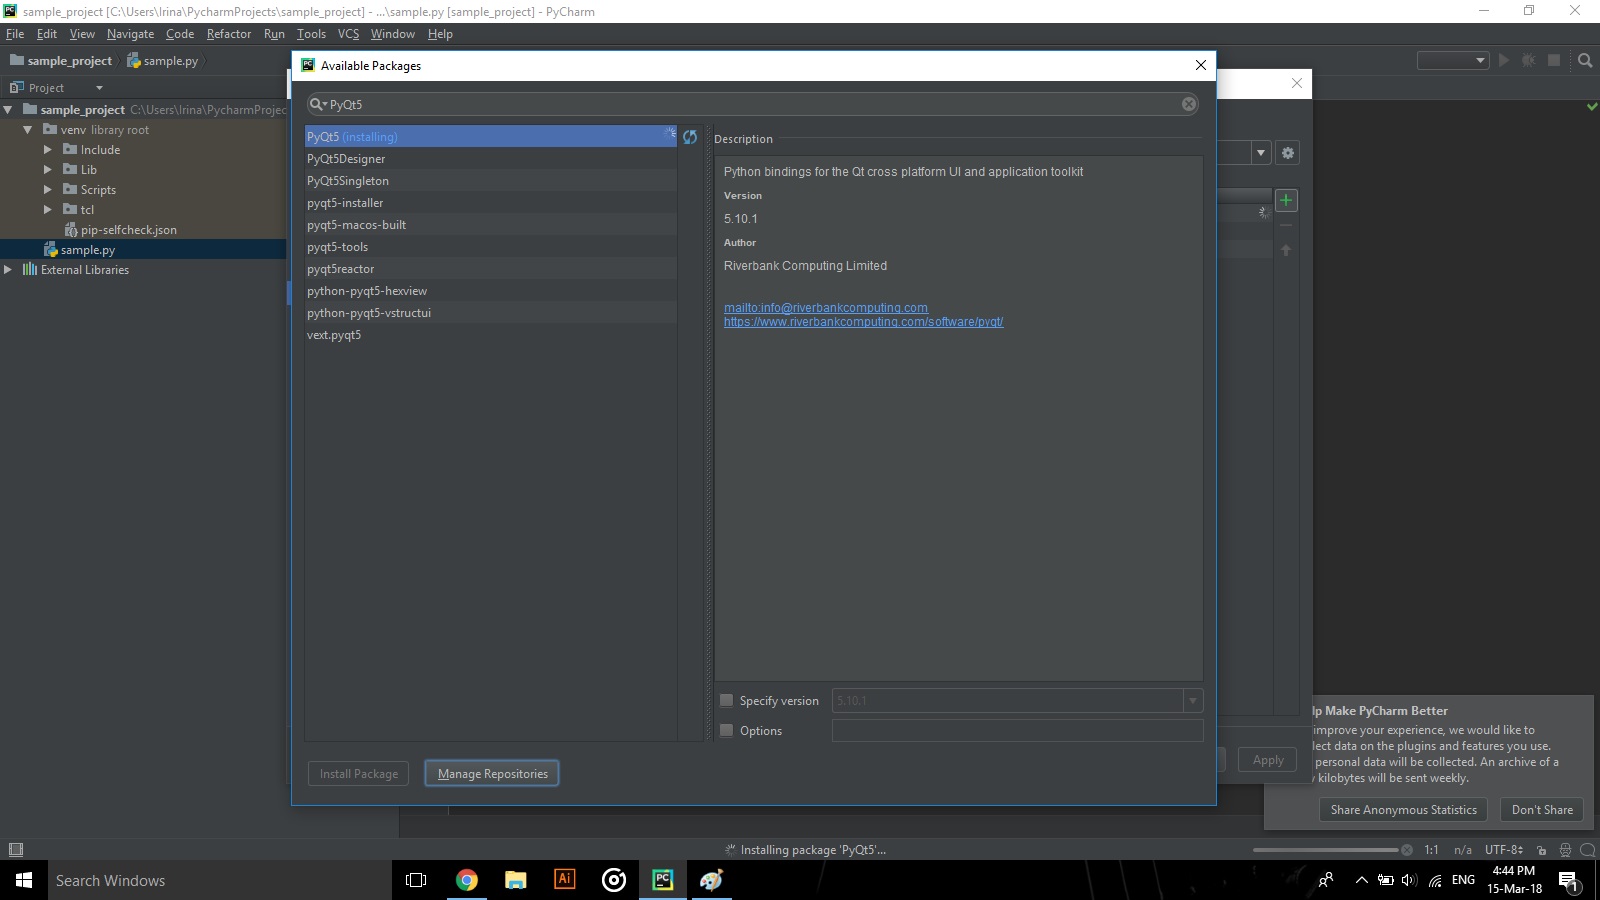 sample_project [C:\Users\Irina\PycharmProjects\sample_project] - ...\sample.py [sample_project] - PyCharm
File Edit View Navigate Code Refactor Run Tools VCS Window Help
sample_project sample.py
Available Packages
Project
PyQt5
sample_project C:\Users\Irina\PycharmProjec
venv library root
Include
Lib
Scripts
tcl
pip-selfcheck.json
sample.py
External Libraries
PyQt5 (installing)
PyQt5Designer
PyQt5Singleton
pyqt5-installer
pyqt5-macos-built
pyqt5-tools
pyqt5reactor
python-pyqt5-hexview
python-pyqt5-vstructui
vext.pyqt5
Description
Python bindings for the Qt cross platform UI and application toolkit
Version
5.10.1
Author
Riverbank Computing Limited
mailto:info@riverbankcomputing.com
https://www.riverbankcomputing.com/software/pyqt/
Specify version 5.10.1
Options
Install Package Manage Repositories
Apply
lp Make PyCharm Better
improve your experience, we would like to
lect data on the plugins and features you use.
personal data will be collected. An archive of a
kilobytes will be sent weekly.
Share Anonymous Statistics Don't Share
Installing package 'PyQt5'...
1:1 n/a UTF-8
Search Windows
Ai
PC
ENG
4:44 PM
15-Mar-18
1